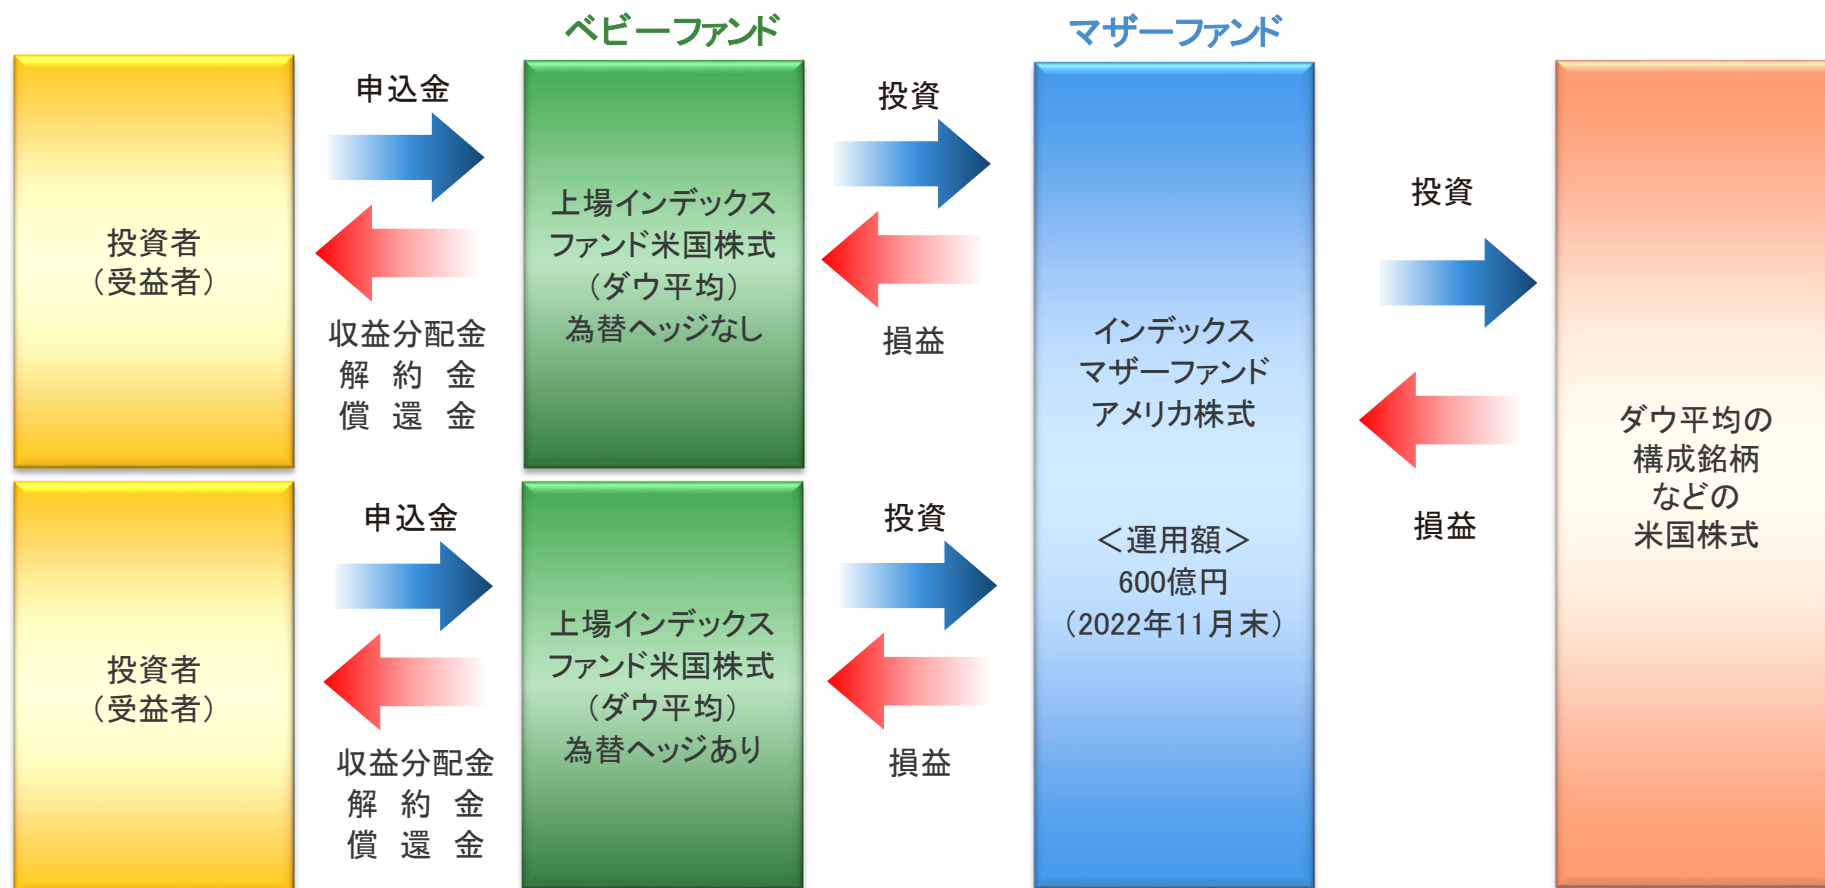 ベビーファンド
マザーファンド
投資者
（受益者）
申込金
収益分配金
解 約 金
償 還 金
上場インデックス
ファンド米国株式
（ダウ平均）
為替ヘッジなし
投資
損益
投資者
（受益者）
申込金
収益分配金
解 約 金
償 還 金
上場インデックス
ファンド米国株式
（ダウ平均）
為替ヘッジあり
投資
損益
インデックス
マザーファンド
アメリカ株式
＜運用額＞
600億円
（2022年11月末）
投資
損益
ダウ平均の
構成銘柄
などの
米国株式